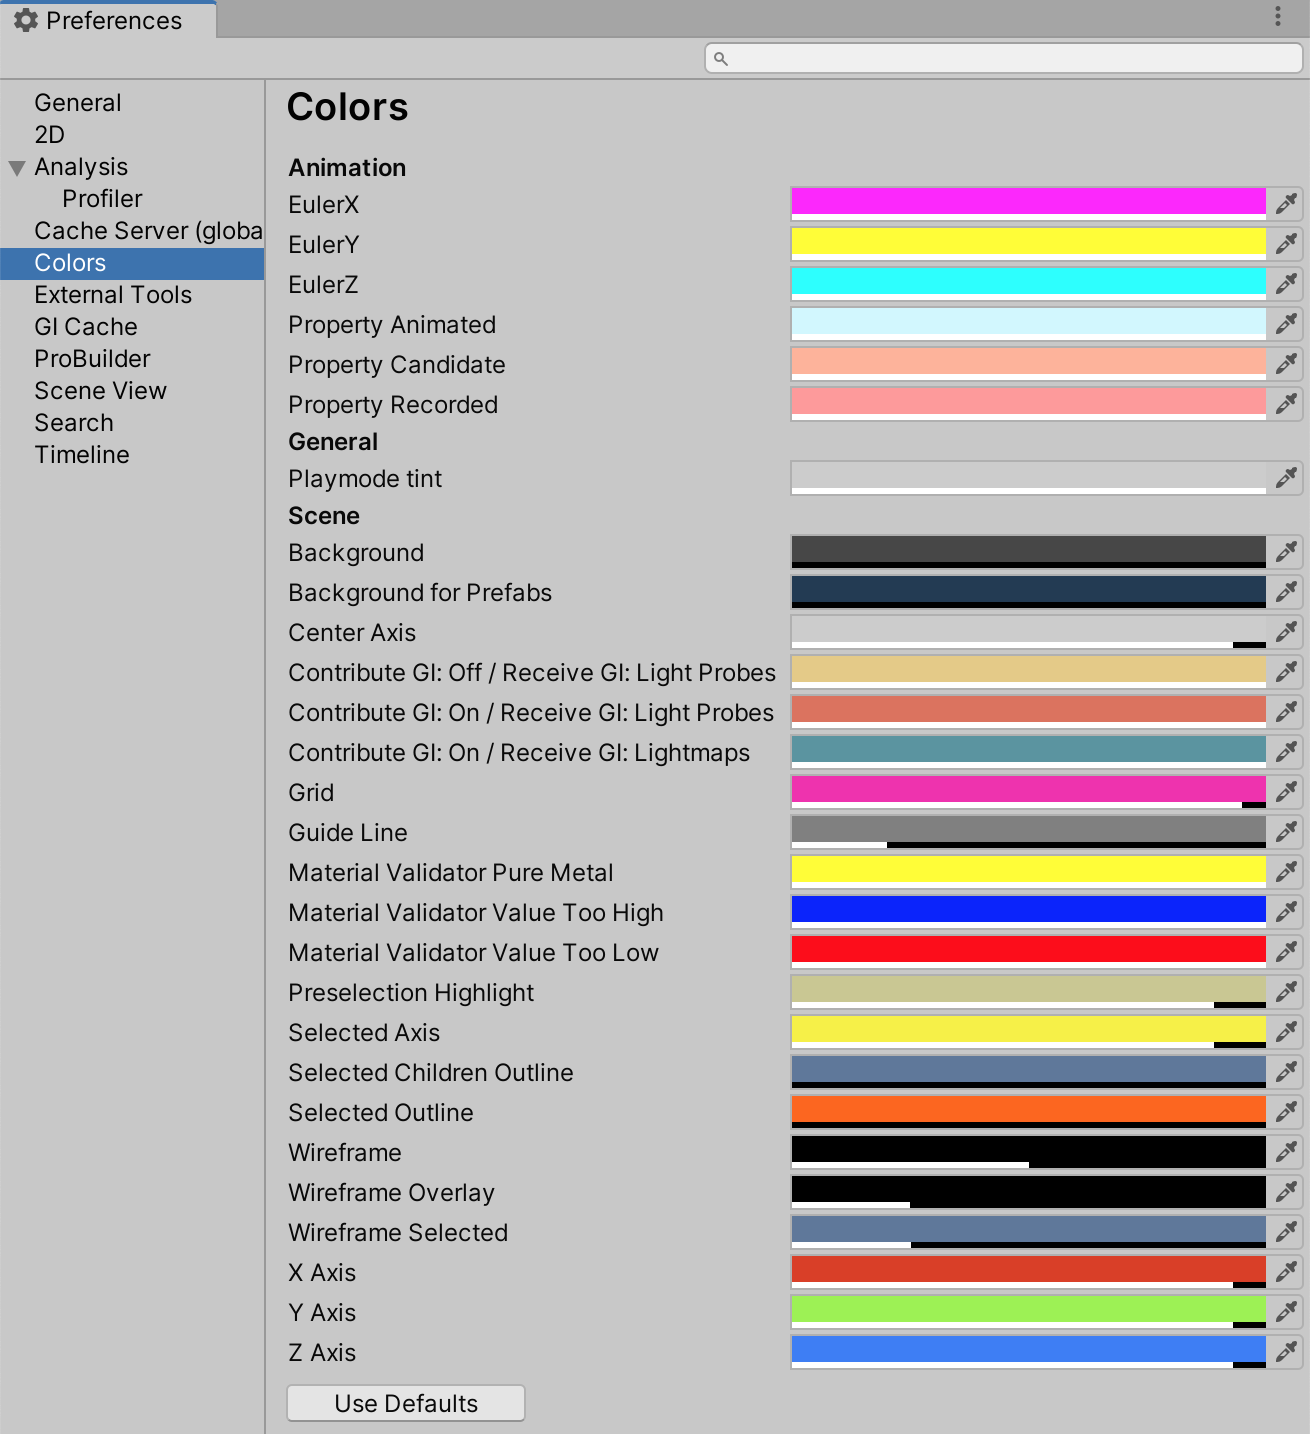 Preferences
General
2D
Analysis
Profiler
Cache Server (globa
Colors
External Tools
GI Cache
ProBuilder
Scene View
Search
Timeline
Colors
Animation
EulerX
EulerY
EulerZ
Property Animated
Property Candidate
Property Recorded
General
Playmode tint
Scene
Background
Background for Prefabs
Center Axis
Contribute GI: Off / Receive GI: Light Probes
Contribute GI: On / Receive GI: Light Probes
Contribute GI: On / Receive GI: Lightmaps
Grid
Guide Line
Material Validator Pure Metal
Material Validator Value Too High
Material Validator Value Too Low
Preselection Highlight
Selected Axis
Selected Children Outline
Selected Outline
Wireframe
Wireframe Overlay
Wireframe Selected
X Axis
Y Axis
Z Axis
Use Defaults